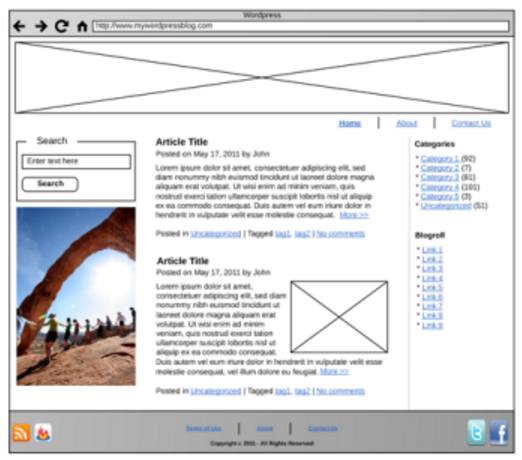 Wordpress
http://www.mywordpressblog.com
Home | About | Contact Us
Search
Enter text here
Search
Article Title
Posted on May 17, 2011 by John
Lorem ipsum dolor sit amet, consectetuer adipiscing elit, sed
diam nonummy nibh euismod tincidunt ut laoreet dolore magna
aliquam erat volutpat. Ut wisi enim ad minim veniam, quis
nostrud exerci tation ullamcorper suscipit lobortis nisl ut aliquip
ex ea commodo consequat. Duis autem vel eum iriure dolor in
hendrerit in vulputate velit esse molestie consequat. More >>
Posted in Uncategorized | Tagged tag1, tag2 | No comments
Article Title
Posted on May 17, 2011 by John
Lorem ipsum dolor sit amet,
consectetuer adipiscing elit, sed diam
nonummy nibh euismod tincidunt ut
laoreet dolore magna aliquam erat
volutpat. Ut wisi enim ad minim
veniam, quis nostrud exerci tation
ullamcorper suscipit lobortis nisl ut
aliquip ex ea commodo consequat.
Duis autem vel eum iriure dolor in hendrerit in vulputate velit esse
molestie consequat, vel illum dolore eu feugiat. More >>
Posted in Uncategorized | Tagged tag1, tag2 | No comments
Categories
* Category 1 (92)
* Category 2 (7)
* Category 3 (81)
* Category 4 (101)
* Category 5 (3)
* Uncategorized (51)
Blogroll
* Link 1
* Link 2
* Link 3
* Link 4
* Link 5
* Link 6
* Link 7
* Link 8
* Link 9
Terms of Use | About | Contact Us
Copyright c 2011 - All Rights Reserved